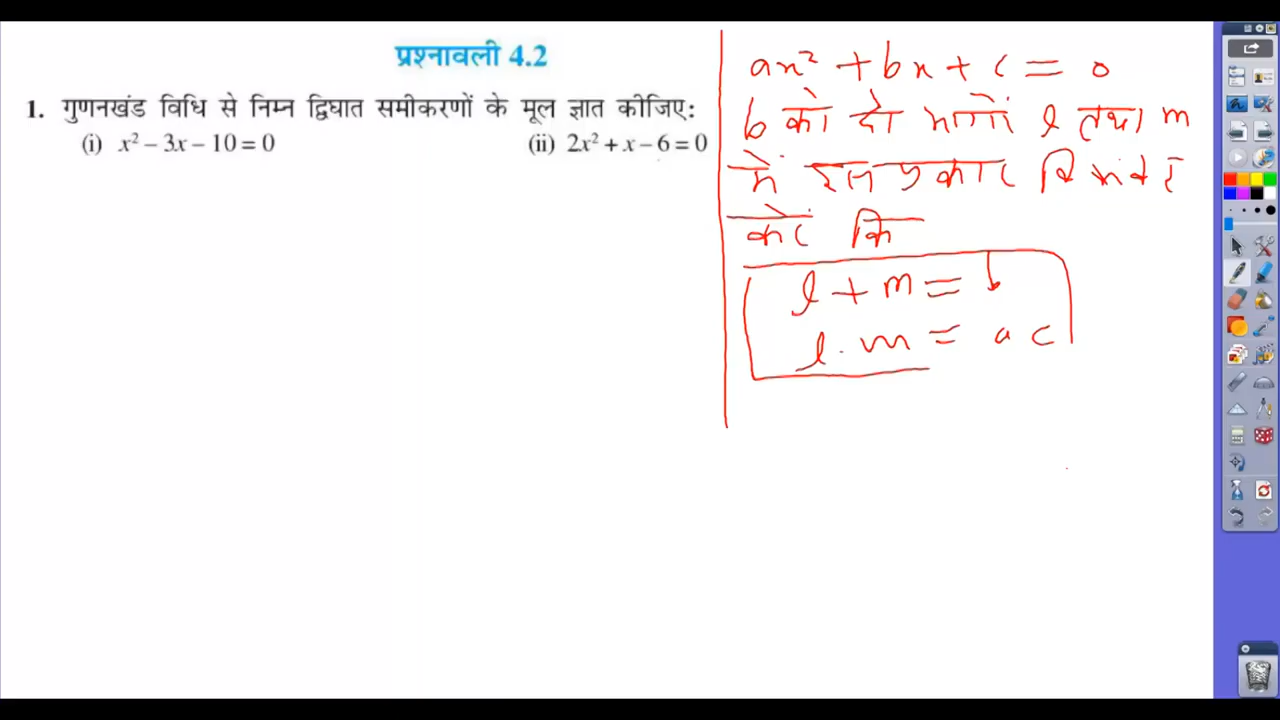 प्रश्नावली 4.2
1. गुणनखंड विधि से निम्न द्विघात समीकरणों के मूल ज्ञात कीजिए:
(i) x² – 3x – 10 = 0 (ii) 2x² + x – 6 = 0
ax² + bx + c = 0
b को दो भागों l तथा m
में इस प्रकार विभक्त
करें कि
l + m = b
l . m = a c